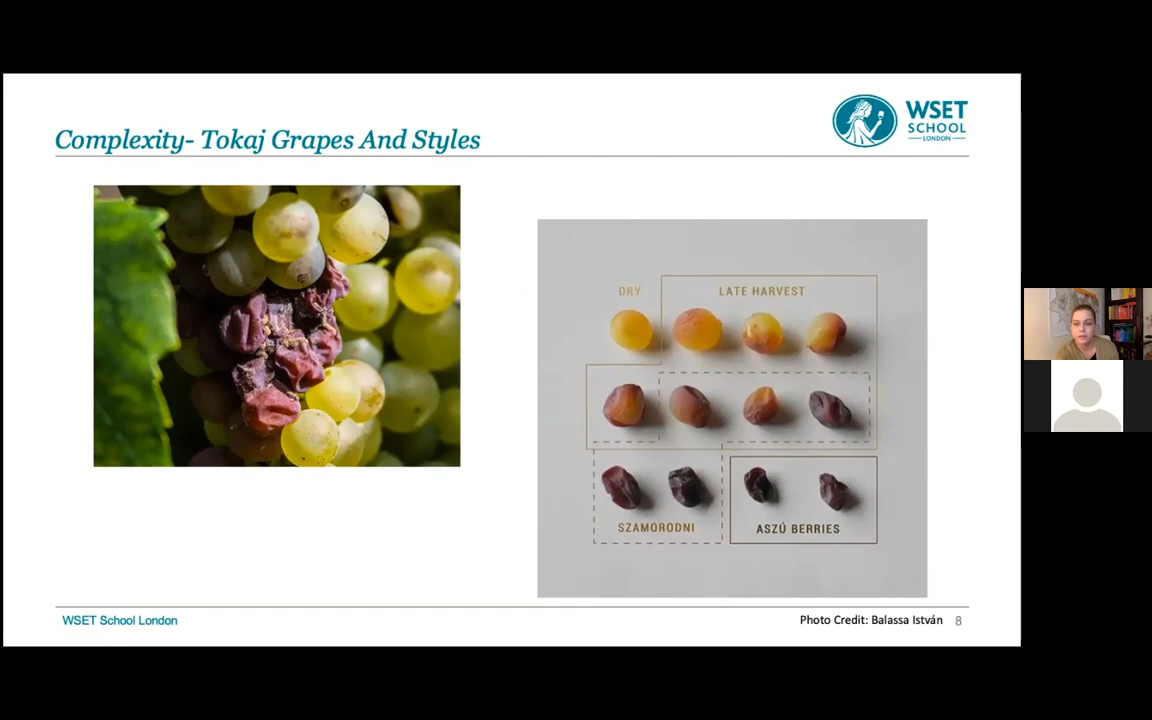 Complexity- Tokaj Grapes And Styles
WSET
SCHOOL
LONDON
DRY
LATE HARVEST
SZAMORODNI
ASZÚ BERRIES
WSET School London
Photo Credit: Balassa István
8